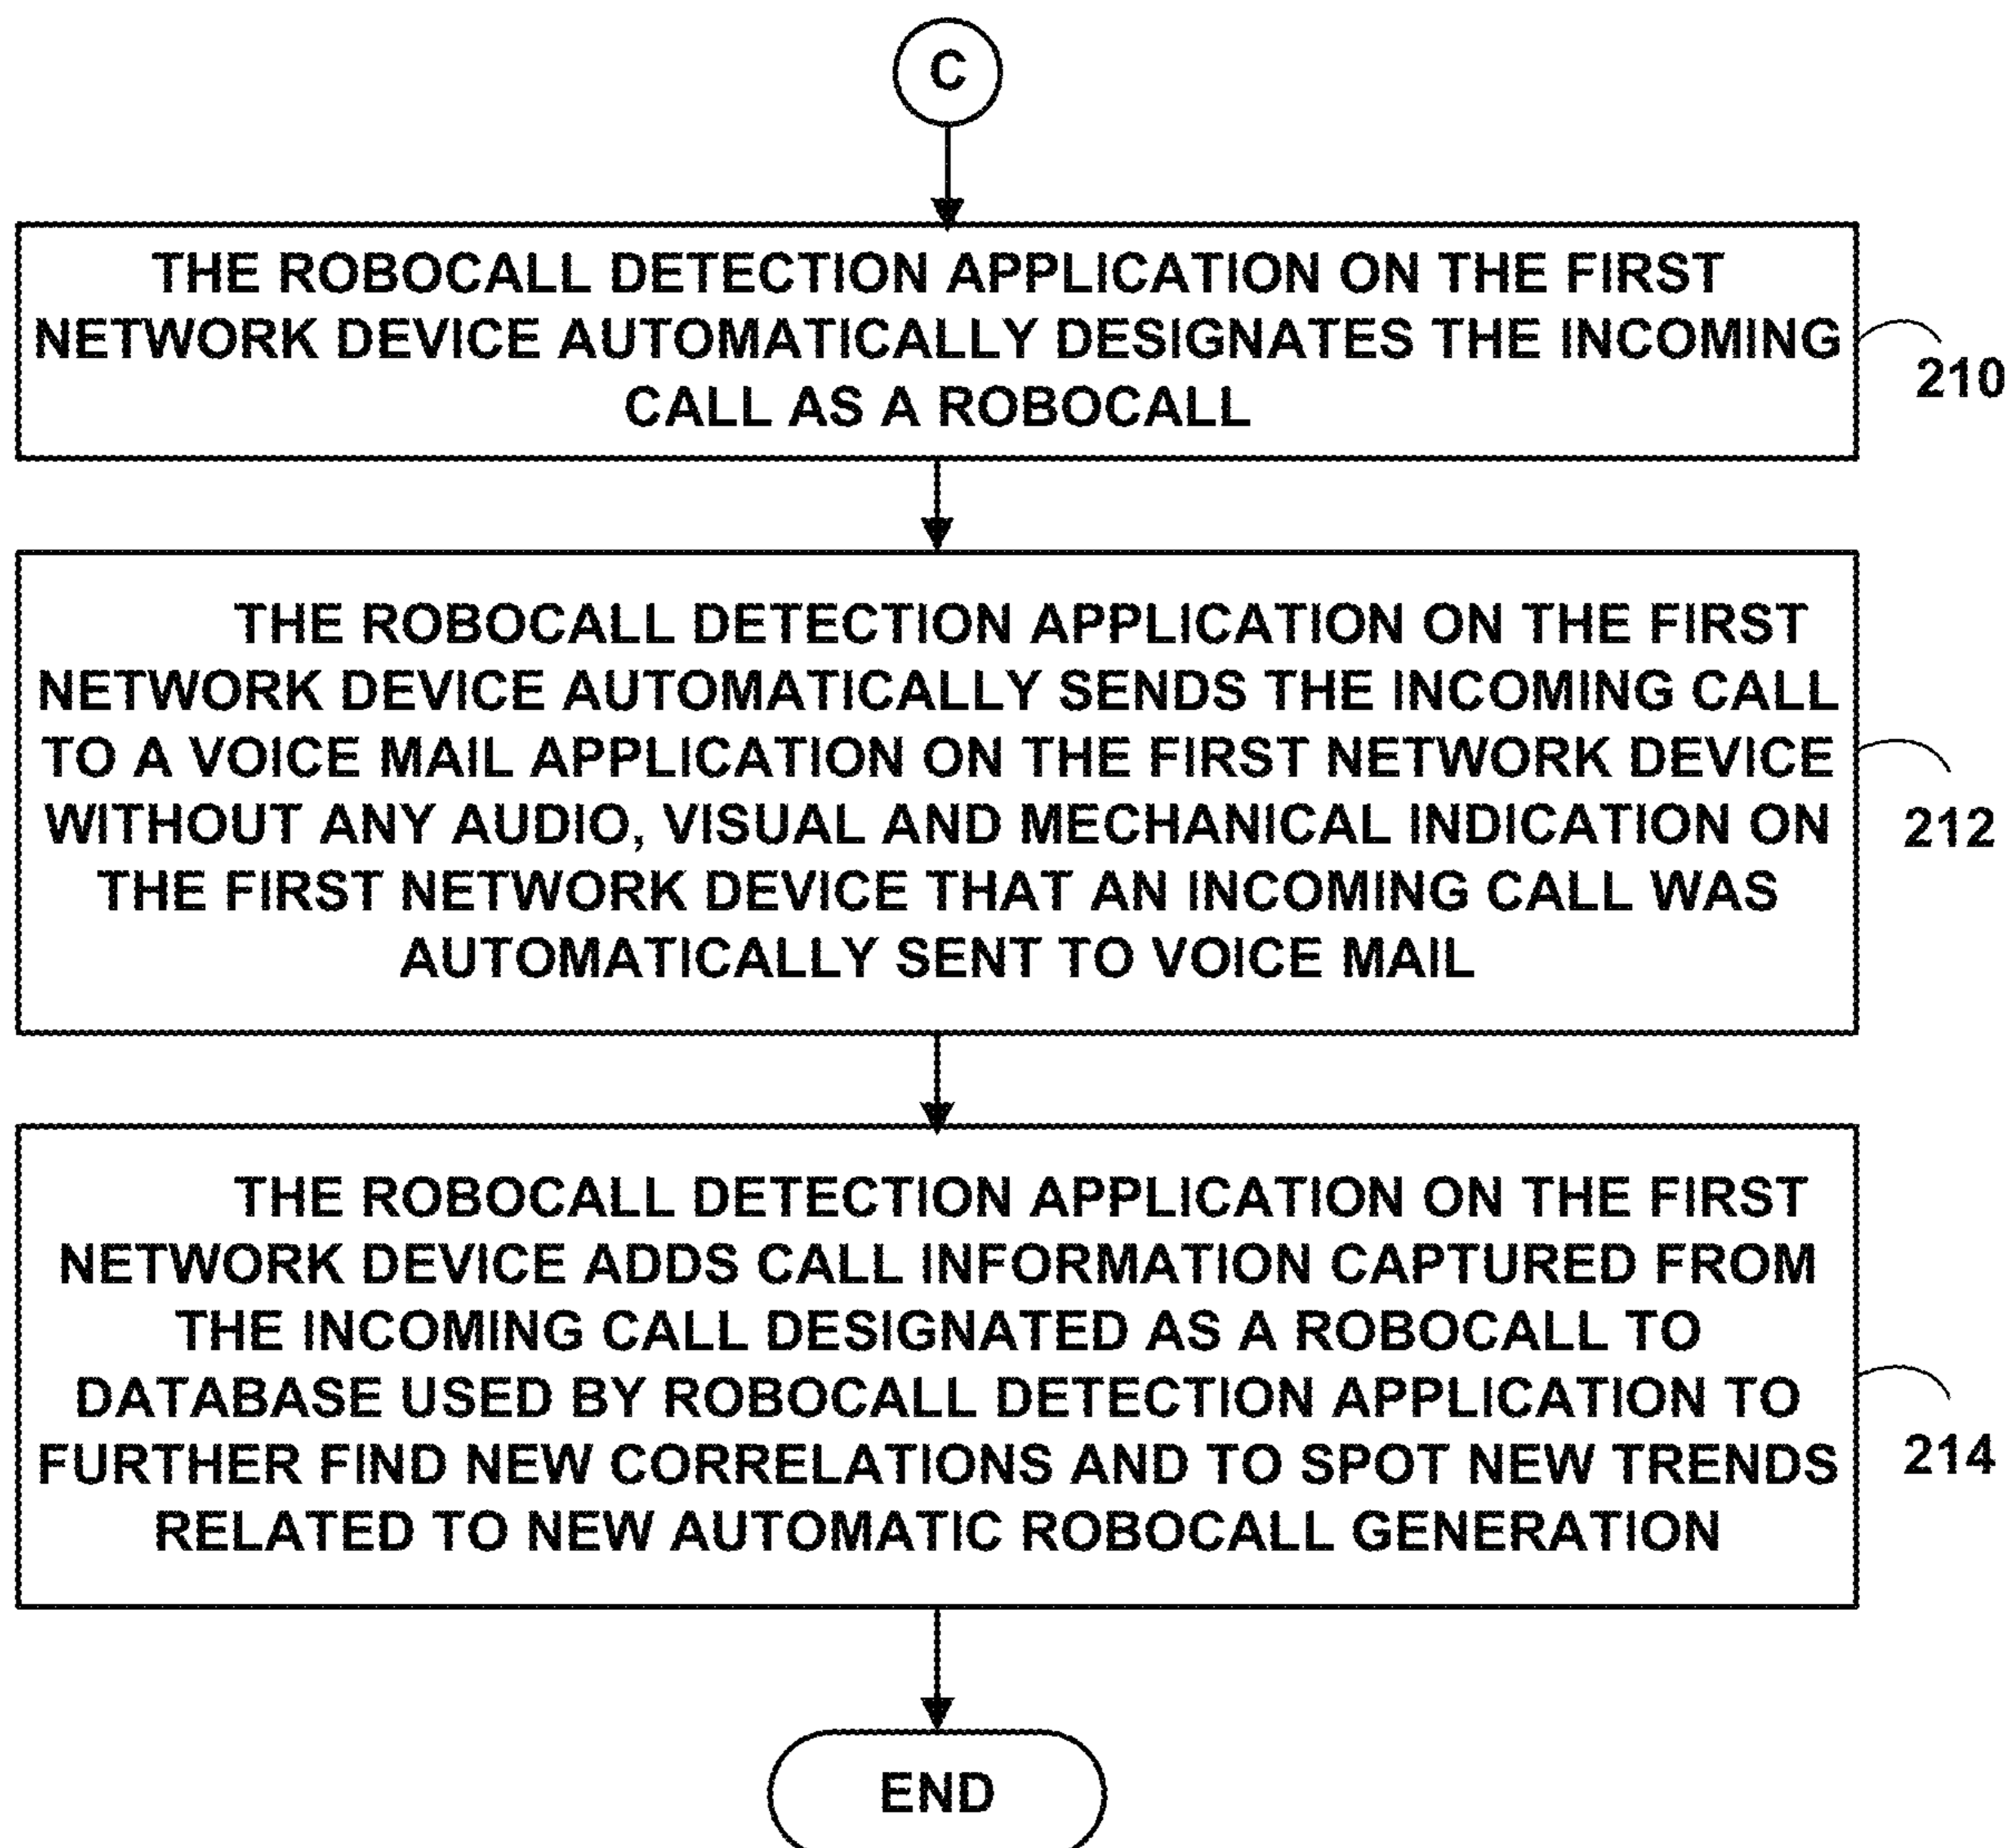 C
THE ROBOCALL DETECTION APPLICATION ON THE FIRST
NETWORK DEVICE AUTOMATICALLY DESIGNATES THE INCOMING
CALL AS A ROBOCALL
210
THE ROBOCALL DETECTION APPLICATION ON THE FIRST
NETWORK DEVICE AUTOMATICALLY SENDS THE INCOMING CALL
TO A VOICE MAIL APPLICATION ON THE FIRST NETWORK DEVICE
WITHOUT ANY AUDIO, VISUAL AND MECHANICAL INDICATION ON
THE FIRST NETWORK DEVICE THAT AN INCOMING CALL WAS
AUTOMATICALLY SENT TO VOICE MAIL
212
THE ROBOCALL DETECTION APPLICATION ON THE FIRST
NETWORK DEVICE ADDS CALL INFORMATION CAPTURED FROM
THE INCOMING CALL DESIGNATED AS A ROBOCALL TO
DATABASE USED BY ROBOCALL DETECTION APPLICATION TO
FURTHER FIND NEW CORRELATIONS AND TO SPOT NEW TRENDS
RELATED TO NEW AUTOMATIC ROBOCALL GENERATION
214
END